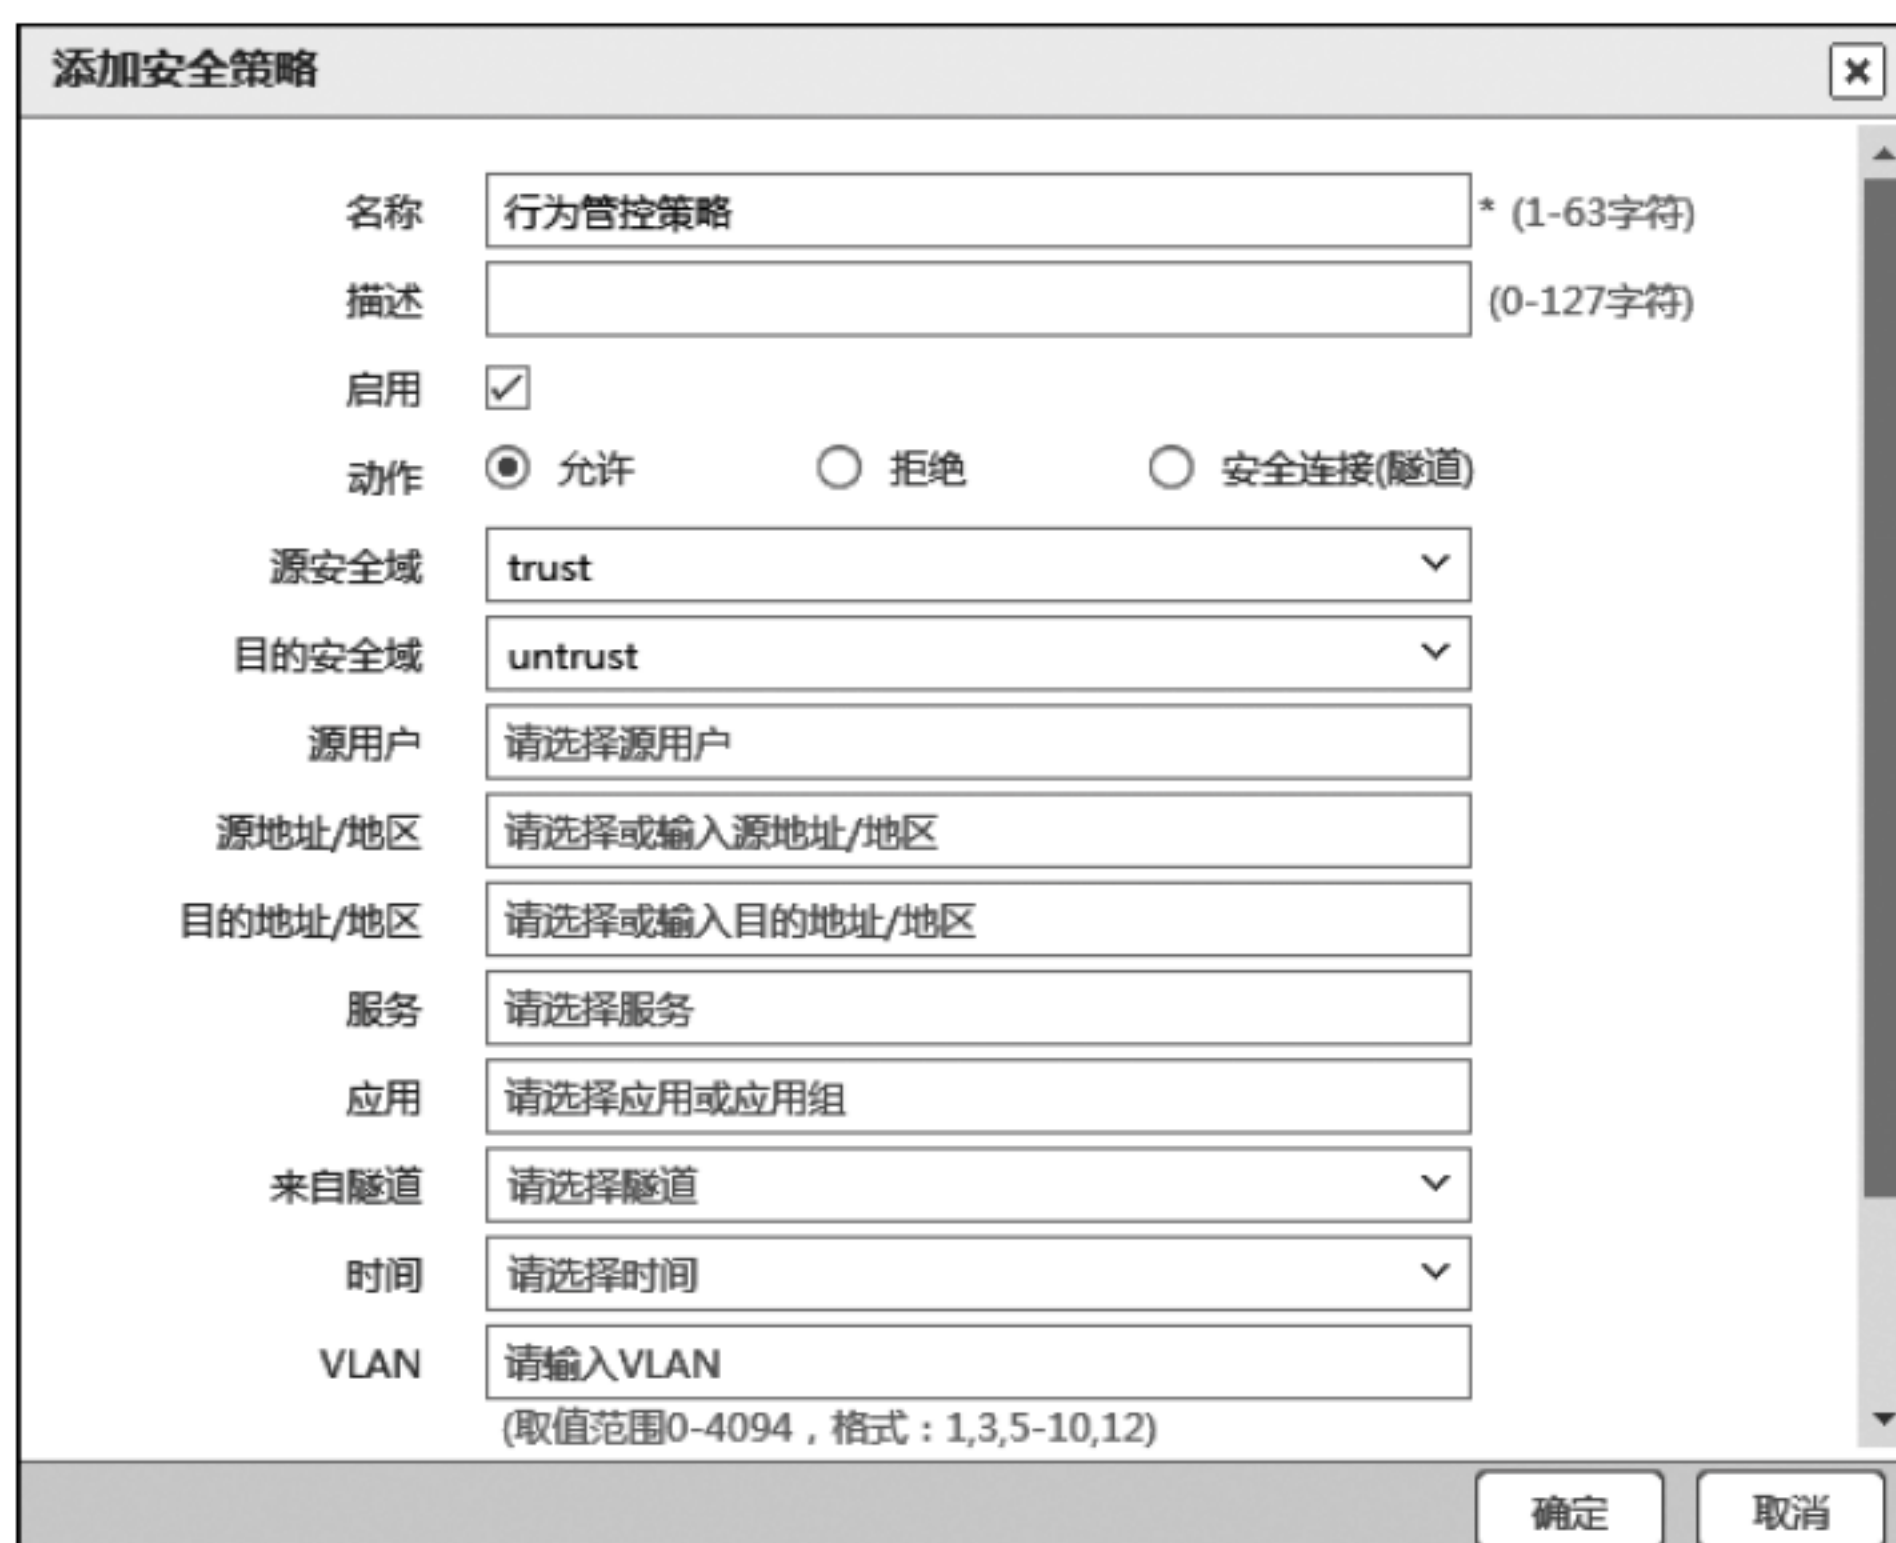 添加安全策略
名称 行为管控策略 * (1-63字符)
描述 (0-127字符)
启用
动作 允许 拒绝 安全连接(隧道)
源安全域 trust
目的安全域 untrust
源用户 请选择源用户
源地址/地区 请选择或输入源地址/地区
目的地址/地区 请选择或输入目的地址/地区
服务 请选择服务
应用 请选择应用或应用组
来自隧道 请选择隧道
时间 请选择时间
VLAN 请输入VLAN
(取值范围0-4094，格式：1,3,5-10,12)
确定 取消